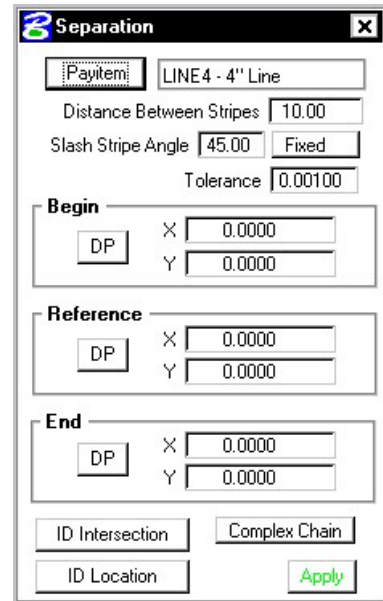 Separation
Payitem LINE4 - 4" Line
Distance Between Stripes 10.00
Slash Stripe Angle 45.00 Fixed
Tolerance 0.00100
Begin
DP X 0.0000
Y 0.0000
Reference
DP X 0.0000
Y 0.0000
End
DP X 0.0000
Y 0.0000
ID Intersection Complex Chain
ID Location Apply